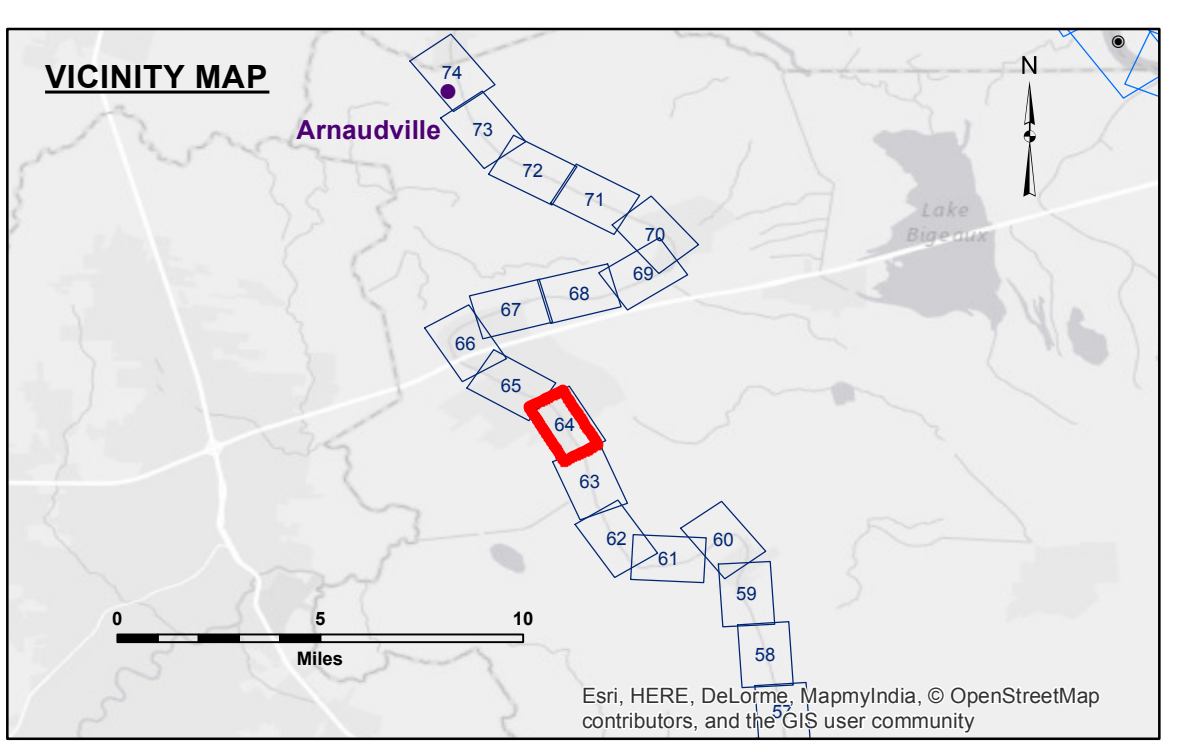 VICINITY MAP
N
74
Arnaudville
73
72
71
70
Lake
Bigeaux
69
68
67
66
65
64
63
62
61
60
59
58
57
0 5 10
Miles
Esri, HERE, DeLorme, MapmyIndia, © OpenStreetMap
contributors, and the GIS user community